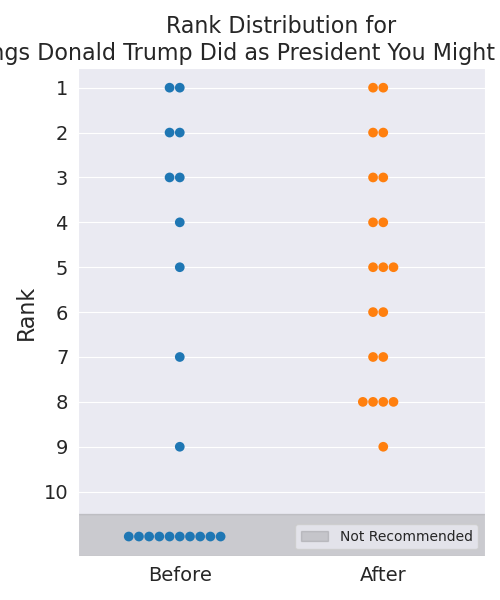 Rank Distribution for
ngs Donald Trump Did as President You Might
1
2
3
4
5
6
7
8
9
10
Rank
Not Recommended
Before After